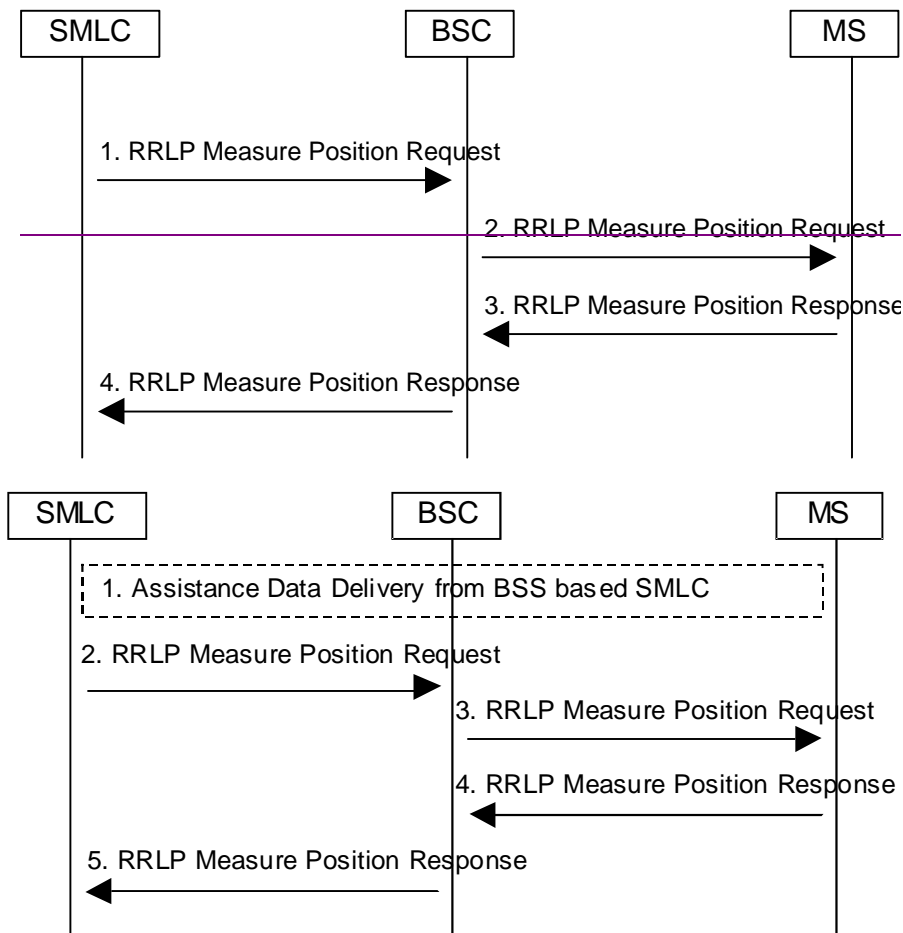 SMLC BSC MS
1. RRLP Measure Position Request
2. RRLP Measure Position Request
3. RRLP Measure Position Response
4. RRLP Measure Position Response
SMLC BSC MS
1. Assistance Data Delivery from BSS based SMLC
2. RRLP Measure Position Request
3. RRLP Measure Position Request
4. RRLP Measure Position Response
5. RRLP Measure Position Response